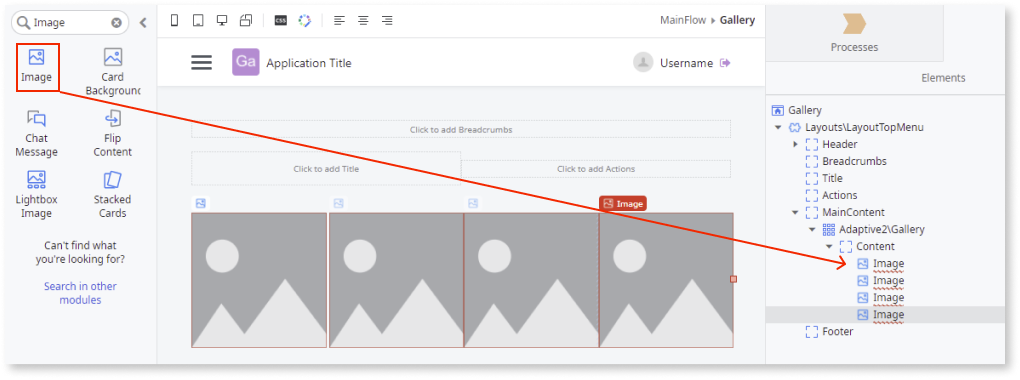 Image
Image
Card
Background
Chat
Message
Flip
Content
Lightbox
Image
Stacked
Cards
Can't find what
you're looking for?
Search in other
modules
CSS
MainFlow Gallery
Ga Application Title
Username
Click to add Breadcrumbs
Click to add Title
Click to add Actions
Image
Processes
Elements
Gallery
Layouts\LayoutTopMenu
Header
Breadcrumbs
Title
Actions
MainContent
Adaptive2\Gallery
Content
Image
Image
Image
Image
Footer